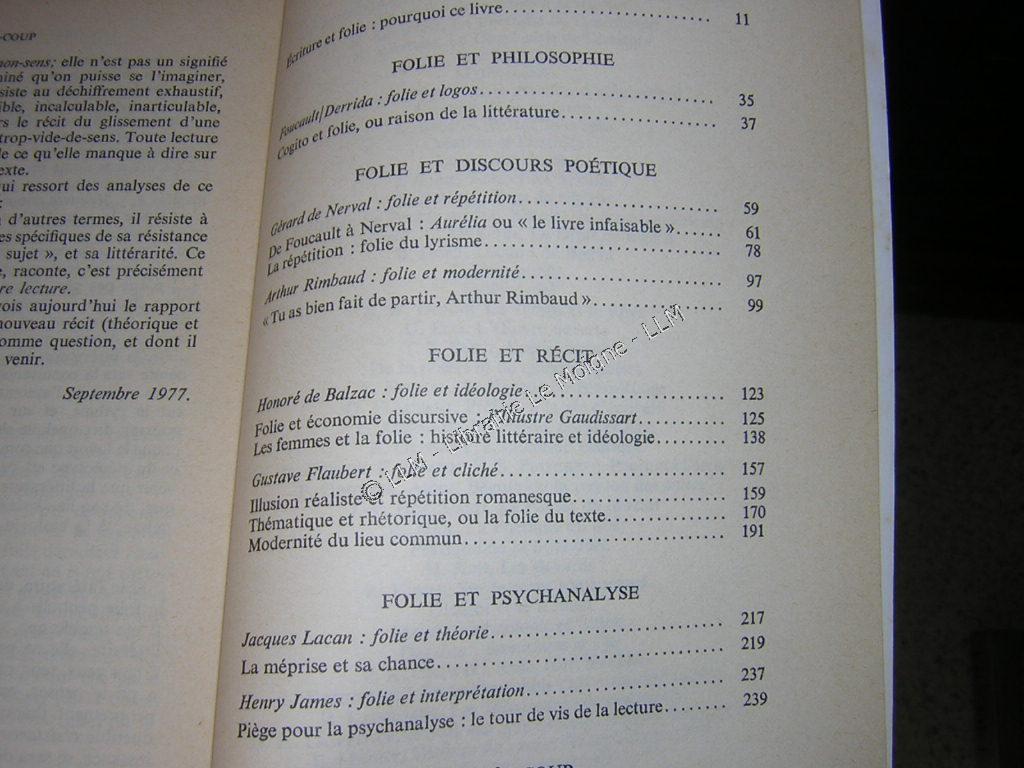 -COUP
non-sens; elle n'est pas un signifié
miné qu'on puisse se l'imaginer,
siste au déchiffrement exhaustif,
ible, incalculable, inarticulable,
rs le récit du glissement d'une
trop-vide-de-sens. Toute lecture
le ce qu'elle manque à dire sur
exte.
ui ressort des analyses de ce
:
n d'autres termes, il résiste à
es spécifiques de sa résistance
sujet », et sa littérarité. Ce
e, raconte, c'est précisément
re lecture.
vois aujourd'hui le rapport
nouveau récit (théorique et
omme question, et dont il
venir.
Septembre 1977.
Écriture et folie : pourquoi ce livre 11
FOLIE ET PHILOSOPHIE
Foucault/Derrida : folie et logos 35
Cogito et folie, ou raison de la littérature 37
FOLIE ET DISCOURS POÉTIQUE
Gérard de Nerval : folie et répétition 59
De Foucault à Nerval : Aurélia ou « le livre infaisable » 61
La répétition : folie du lyrisme 78
Arthur Rimbaud : folie et modernité 97
« Tu as bien fait de partir, Arthur Rimbaud » 99
FOLIE ET RÉCIT
Honoré de Balzac : folie et idéologie 123
Folie et économie discursive : l'Illustre Gaudissart 125
Les femmes et la folie : histoire littéraire et idéologie 138
Gustave Flaubert : folie et cliché 157
Illusion réaliste et répétition romanesque 159
Thématique et rhétorique, ou la folie du texte 170
Modernité du lieu commun 191
FOLIE ET PSYCHANALYSE
Jacques Lacan : folie et théorie 217
La méprise et sa chance 219
Henry James : folie et interprétation 237
Piège pour la psychanalyse : le tour de vis de la lecture 239
© LLM - Librairie Le Moigne - LLM